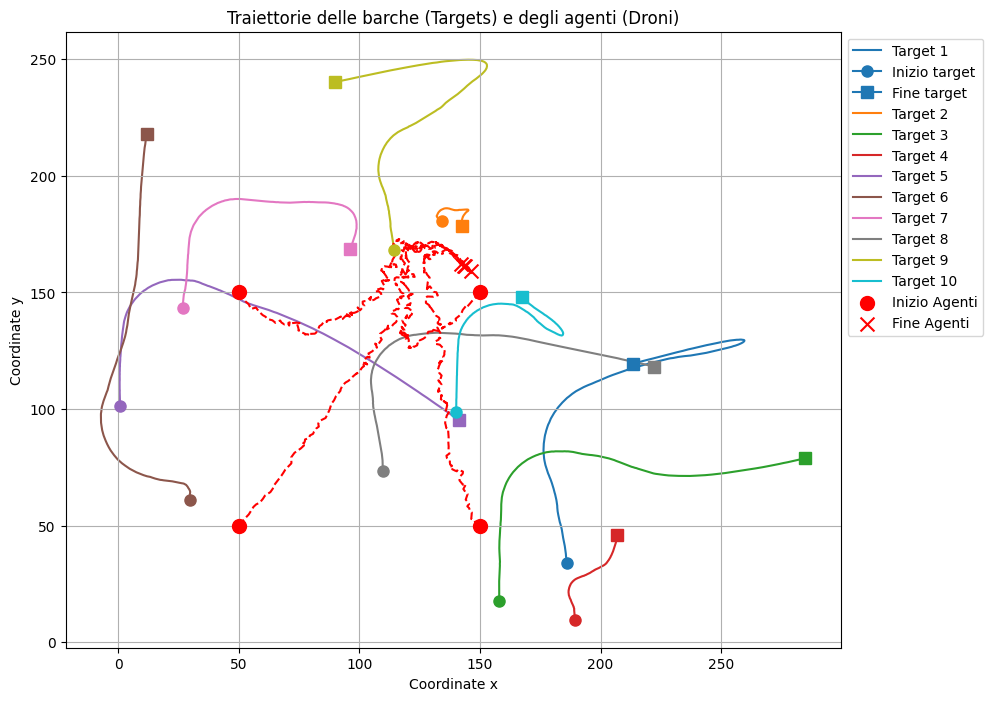 Traiettorie delle barche (Targets) e degli agenti (Droni)
250
200
150
100
50
0
Coordinate y
0 50 100 150 200 250
Coordinate x
Target 1
Inizio target
Fine target
Target 2
Target 3
Target 4
Target 5
Target 6
Target 7
Target 8
Target 9
Target 10
Inizio Agenti
Fine Agenti